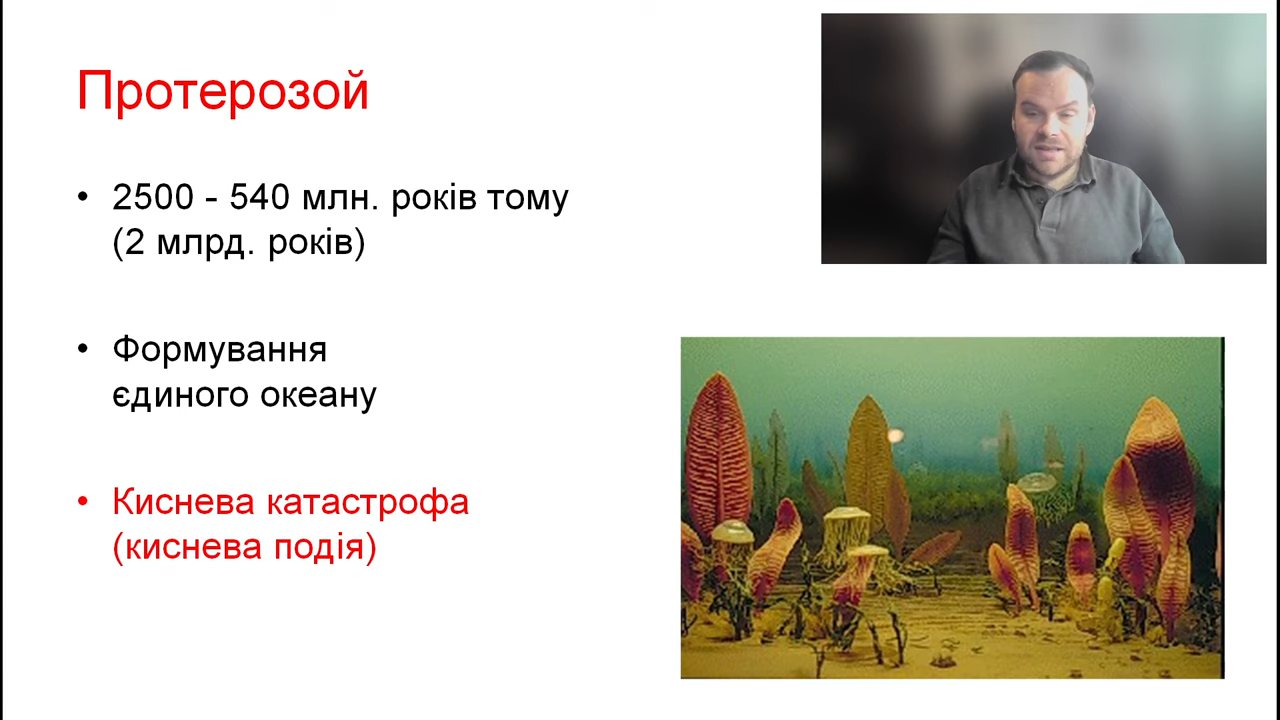 Протерозой
• 2500 - 540 млн. років тому
(2 млрд. років)
• Формування
єдиного океану
• Киснева катастрофа
(киснева подія)